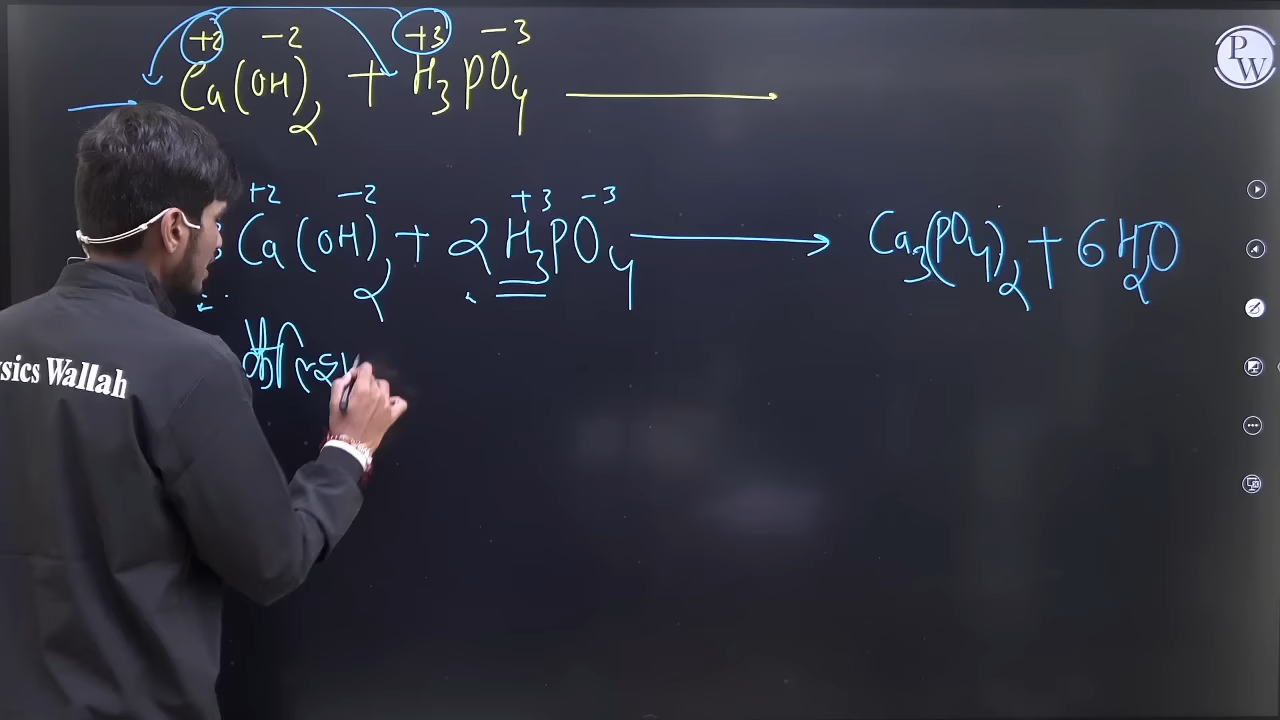 +2 -2 +3 -3
Ca(OH)₂ + H₃PO₄ ⟶
+2 -2 +3 -3
Ca(OH)₂ + 2H₃PO₄ ⟶ Ca₃(PO₄)₂ + 6H₂O
PW
sics Wallah